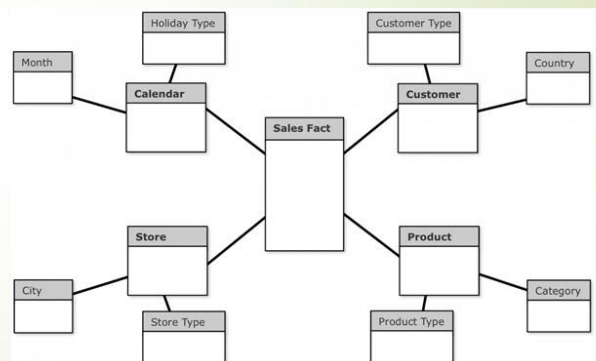 Holiday Type
Customer Type
Month
Country
Calendar
Customer
Sales Fact
Store
Product
City
Category
Store Type
Product Type